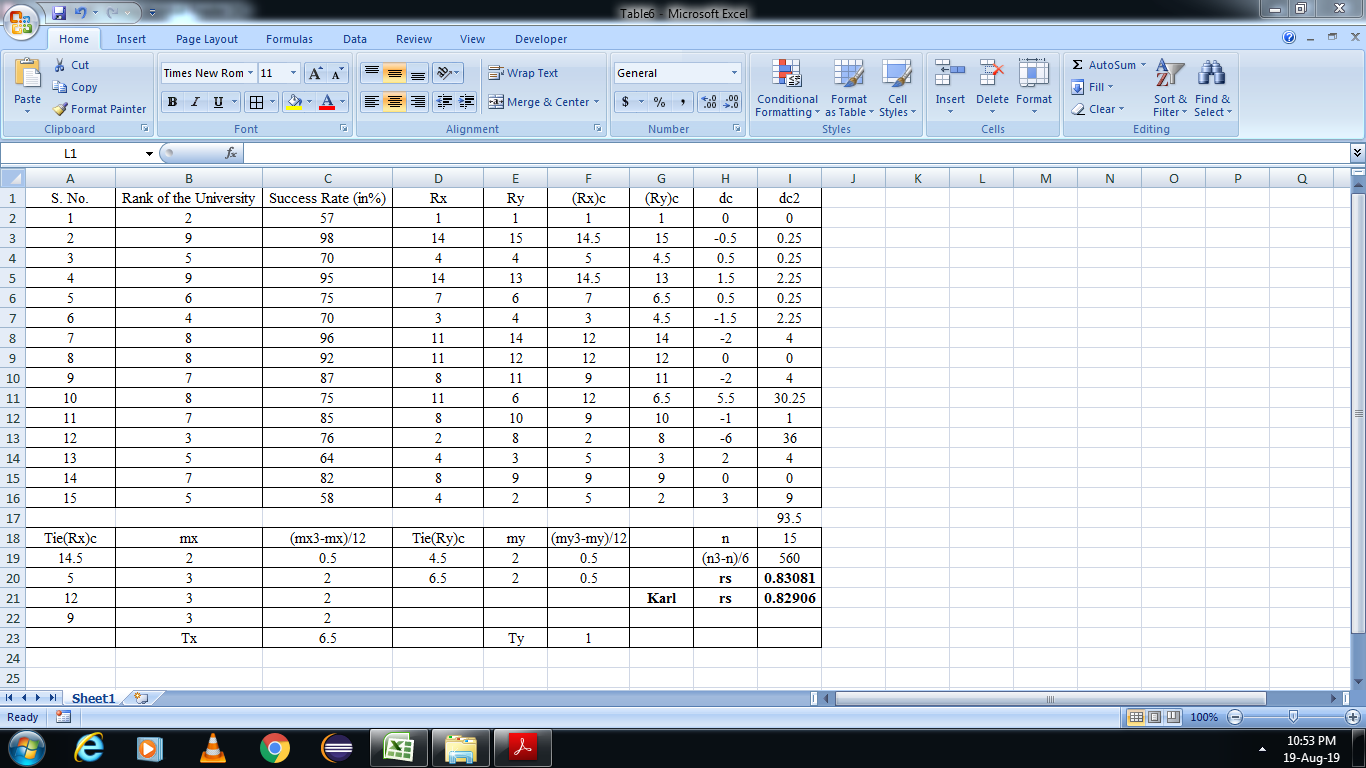 Table6 - Microsoft Excel
Home Insert Page Layout Formulas Data Review View Developer
Paste
Cut
Copy
Format Painter
Clipboard
Times New Rom 11
B I U
Font
Wrap Text
Merge & Center
Alignment
General
$ % ,
Number
Conditional Formatting
Format as Table
Cell Styles
Styles
Insert Delete Format
Cells
Σ AutoSum
Fill
Clear
Sort & Filter
Find & Select
Editing
L1 fx
A B C D E F G H I J K L M N O P Q
1 S. No. Rank of the University Success Rate (in%) Rx Ry (Rx)c (Ry)c dc dc2
2 1 2 57 1 1 1 1 0 0
3 2 9 98 14 15 14.5 15 -0.5 0.25
4 3 5 70 4 4 5 4.5 0.5 0.25
5 4 9 95 14 13 14.5 13 1.5 2.25
6 5 6 75 7 6 7 6.5 0.5 0.25
7 6 4 70 3 4 3 4.5 -1.5 2.25
8 7 8 96 11 14 12 14 -2 4
9 8 8 92 11 12 12 12 0 0
10 9 7 87 8 11 9 11 -2 4
11 10 8 75 11 6 12 6.5 5.5 30.25
12 11 7 85 8 10 9 10 -1 1
13 12 3 76 2 8 2 8 -6 36
14 13 5 64 4 3 5 3 2 4
15 14 7 82 8 9 9 9 0 0
16 15 5 58 4 2 5 2 3 9
17 93.5
18 Tie(Rx)c mx (mx3-mx)/12 Tie(Ry)c my (my3-my)/12 n 15
19 14.5 2 0.5 4.5 2 0.5 (n3-n)/6 560
20 5 3 2 6.5 2 0.5 rs 0.83081
21 12 3 2 Karl rs 0.82906
22 9 3 2
23 Tx 6.5 Ty 1
24
25
Sheet1
Ready 100%
10:53 PM
19-Aug-19